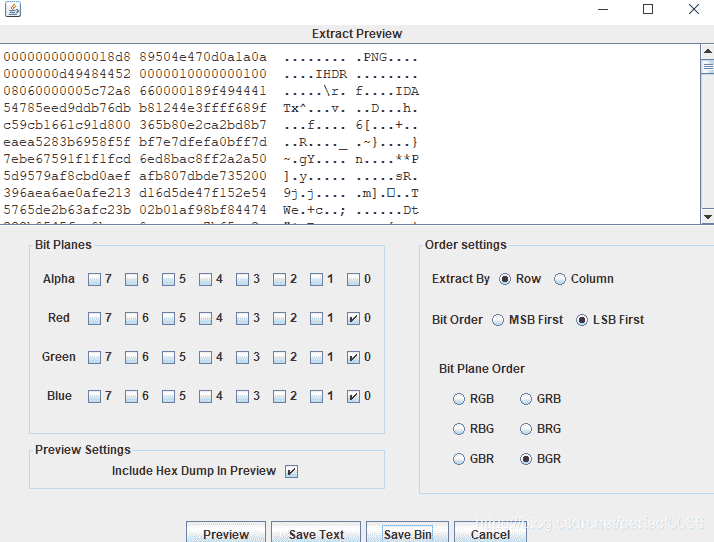 Extract Preview
00000000000018d8 89504e470d0a1a0a ........ .PNG....
0000000d49484452 0000010000000100 ....IHDR ........
08060000005c72a8 660000189f494441 .....\r. f....IDA
54785eed9ddb76db b81244e3ffff689f Tx^...v. ..D...h.
c59cb1661c91d800 365b80e2ca2bd8b7 ...f.... 6[...+..
eaea5283b6958f5f bf7e7dfefa0bff7d ..R...._ .~}....}
7ebe67591f1f1fcd 6ed8bac8ff2a2a50 ~.gY.... n....**P
5d9579af8cbd0aef afb807dbde735200 ].y..... .....sR.
396aea6ae0afe213 d16d5de47f152e54 9j.j.... .m].
5765de2b63afc23b 02b01af98bf84474 We.+c..; ......Dt
Bit Planes
Alpha 7 6 5 4 3 2 1 0
Red 7 6 5 4 3 2 1 0
Green 7 6 5 4 3 2 1 0
Blue 7 6 5 4 3 2 1 0
Preview Settings
Include Hex Dump In Preview
Order settings
Extract By Row Column
Bit Order MSB First LSB First
Bit Plane Order
RGB GRB
RBG BRG
GBR BGR
Preview Save Text Save Bin Cancel